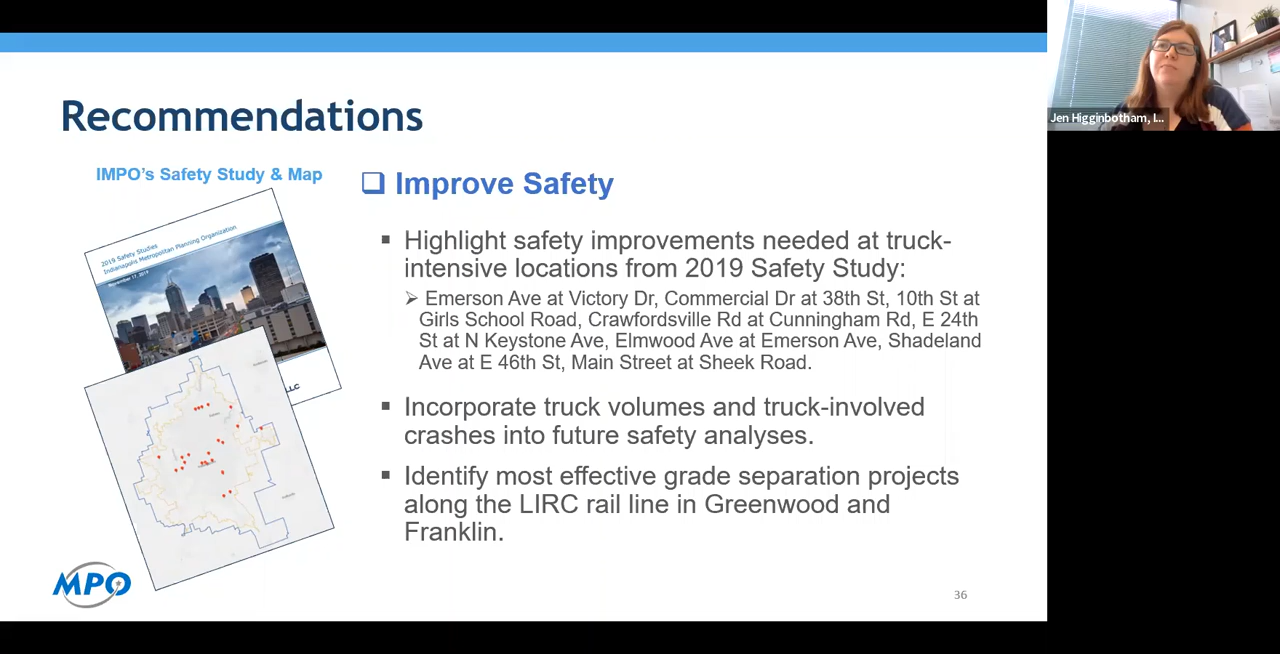 Recommendations
IMPO's Safety Study & Map
2019 Safety Studies
Indianapolis Metropolitan Planning Organization
November 17, 2019
LLC
MPO
❑ Improve Safety
▪ Highlight safety improvements needed at truck-
intensive locations from 2019 Safety Study:
➢ Emerson Ave at Victory Dr, Commercial Dr at 38th St, 10th St at
Girls School Road, Crawfordsville Rd at Cunningham Rd, E 24th
St at N Keystone Ave, Elmwood Ave at Emerson Ave, Shadeland
Ave at E 46th St, Main Street at Sheek Road.
▪ Incorporate truck volumes and truck-involved
crashes into future safety analyses.
▪ Identify most effective grade separation projects
along the LIRC rail line in Greenwood and
Franklin.
36
Jen Higginbotham, I...